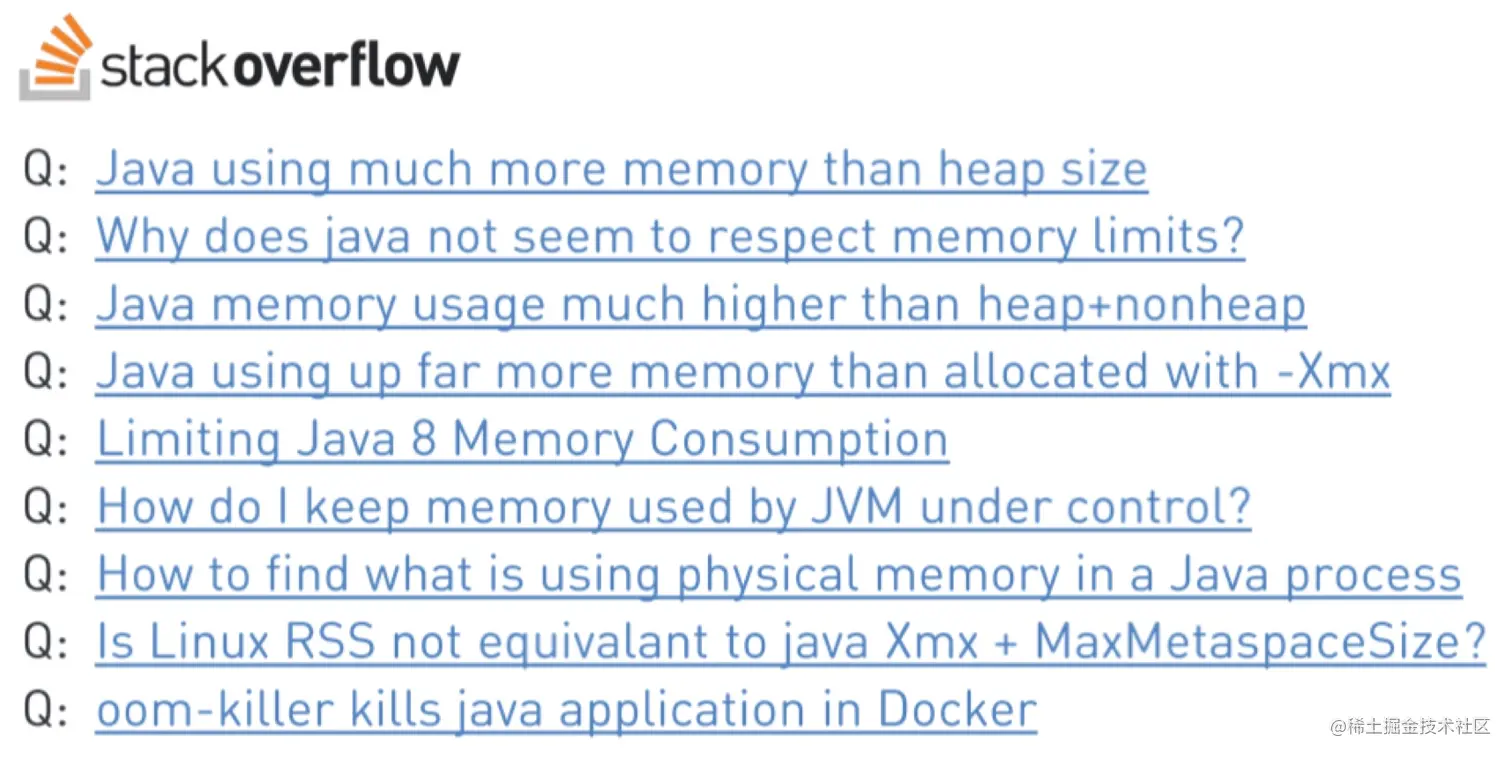 stackoverflow
Q: Java using much more memory than heap size
Q: Why does java not seem to respect memory limits?
Q: Java memory usage much higher than heap+nonheap
Q: Java using up far more memory than allocated with -Xmx
Q: Limiting Java 8 Memory Consumption
Q: How do I keep memory used by JVM under control?
Q: How to find what is using physical memory in a Java process
Q: Is Linux RSS not equivalant to java Xmx + MaxMetaspaceSize?
Q: oom-killer kills java application in Docker
@稀土掘金技术社区